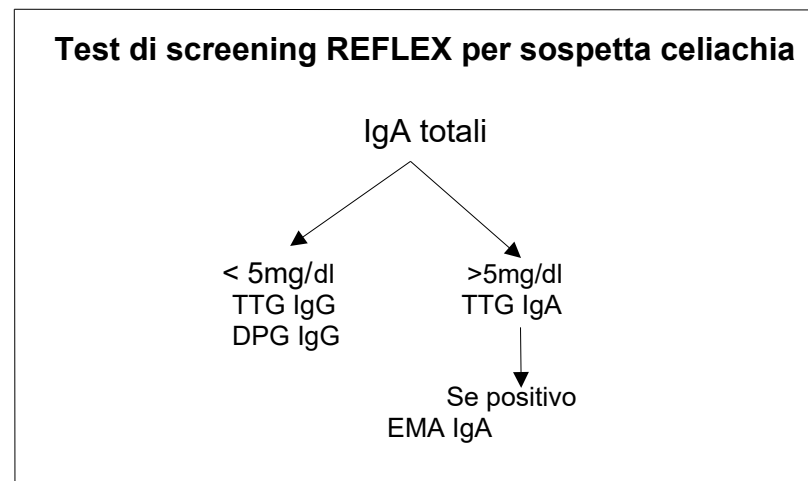 Test di screening REFLEX per sospetta celiachia
IgA totali
< 5mg/dl
TTG IgG
DPG IgG
>5mg/dl
TTG IgA
Se positivo
EMA IgA